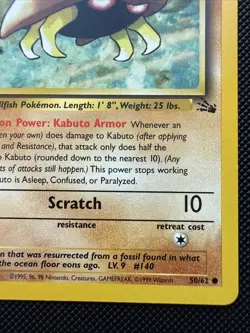 lfish Pokémon. Length: 1' 8", Weight: 25 lbs.
on Power: Kabuto Armor Whenever an
en your own) does damage to Kabuto (after applying
and Resistance), that attack only does half the
o Kabuto (rounded down to the nearest 10). (Any
ts of attacks still happen.) This power stops working
uto is Asleep, Confused, or Paralyzed.
Scratch 10
resistance retreat cost
n that was resurrected from a fossil found in what
the ocean floor eons ago. LV. 9 #140
©1995, 96, 98 Nintendo, Creatures, GAMEFREAK. ©1999 Wizards. 50/62